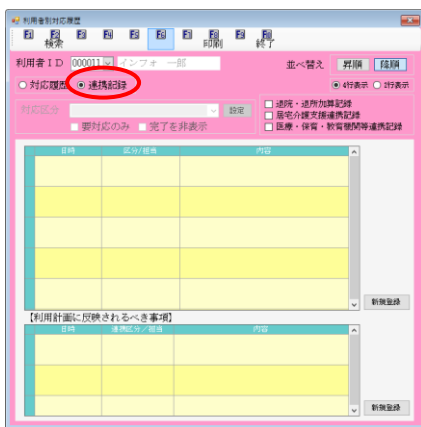 利用者別対応履歴
F1 F2 F3 F4 F5 F6 F7 F8 F9
検索 印刷 終了
利用者ID 000011 インフォ 一郎 並べ替え 昇順 降順
対応履歴 連携記録 4行表示 2行表示
対応区分 設定 退院・退所加算記録
居宅介護支援連携記録
要対応のみ 完了を非表示 医療・保育・教育機関等連携記録
日時 区分/担当 内容
新規登録
【利用計画に反映されるべき事項】
日時 連携区分/担当 内容
新規登録